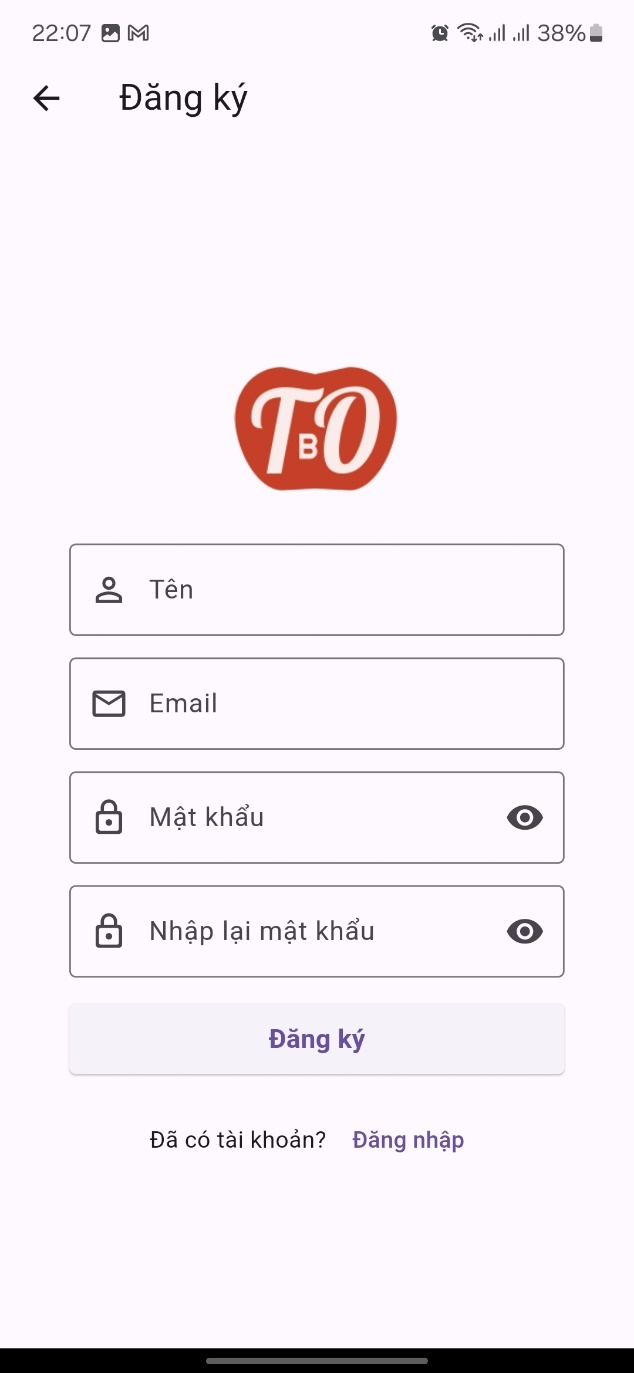 22:07 38%
Đăng ký
TBO
Tên
Email
Mật khẩu
Nhập lại mật khẩu
Đăng ký
Đã có tài khoản? Đăng nhập